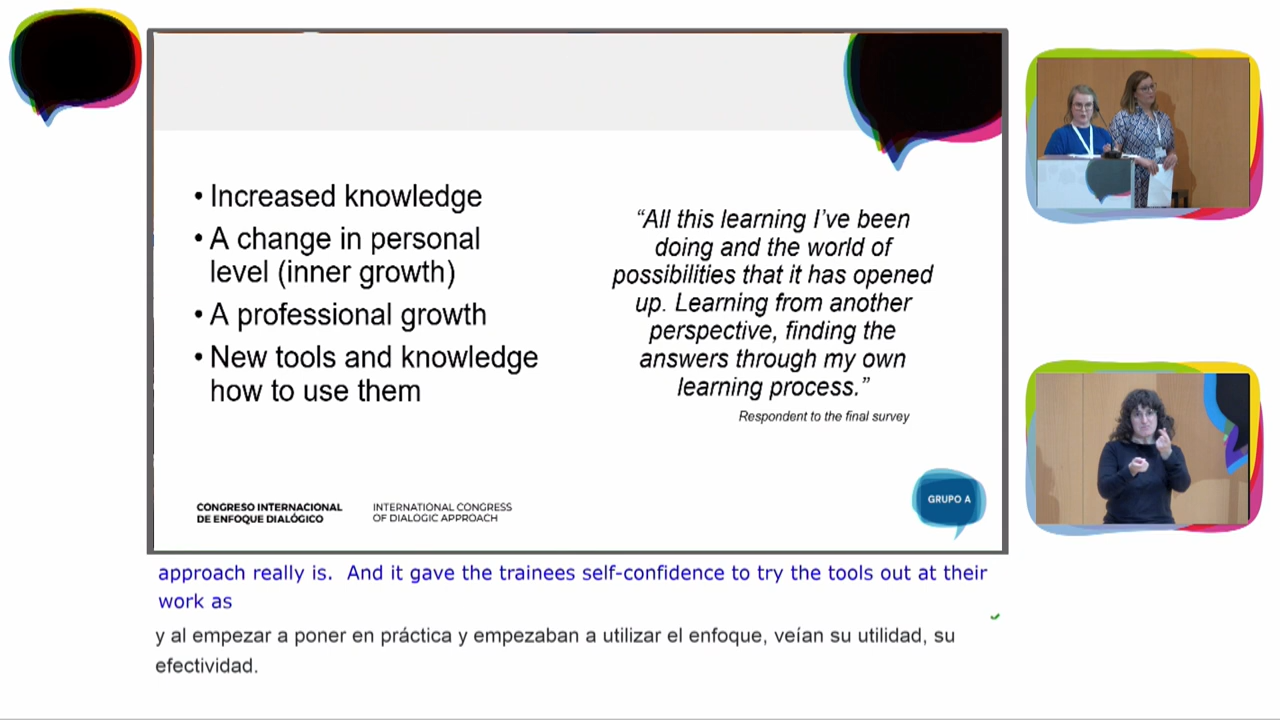 • Increased knowledge
• A change in personal
level (inner growth)
• A professional growth
• New tools and knowledge
how to use them
“All this learning I’ve been
doing and the world of
possibilities that it has opened
up. Learning from another
perspective, finding the
answers through my own
learning process.”
Respondent to the final survey
CONGRESO INTERNACIONAL
DE ENFOQUE DIALÓGICO
INTERNATIONAL CONGRESS
OF DIALOGIC APPROACH
GRUPO A
approach really is.  And it gave the trainees self-confidence to try the tools out at their
work as
y al empezar a poner en práctica y empezaban a utilizar el enfoque, veían su utilidad, su
efectividad.